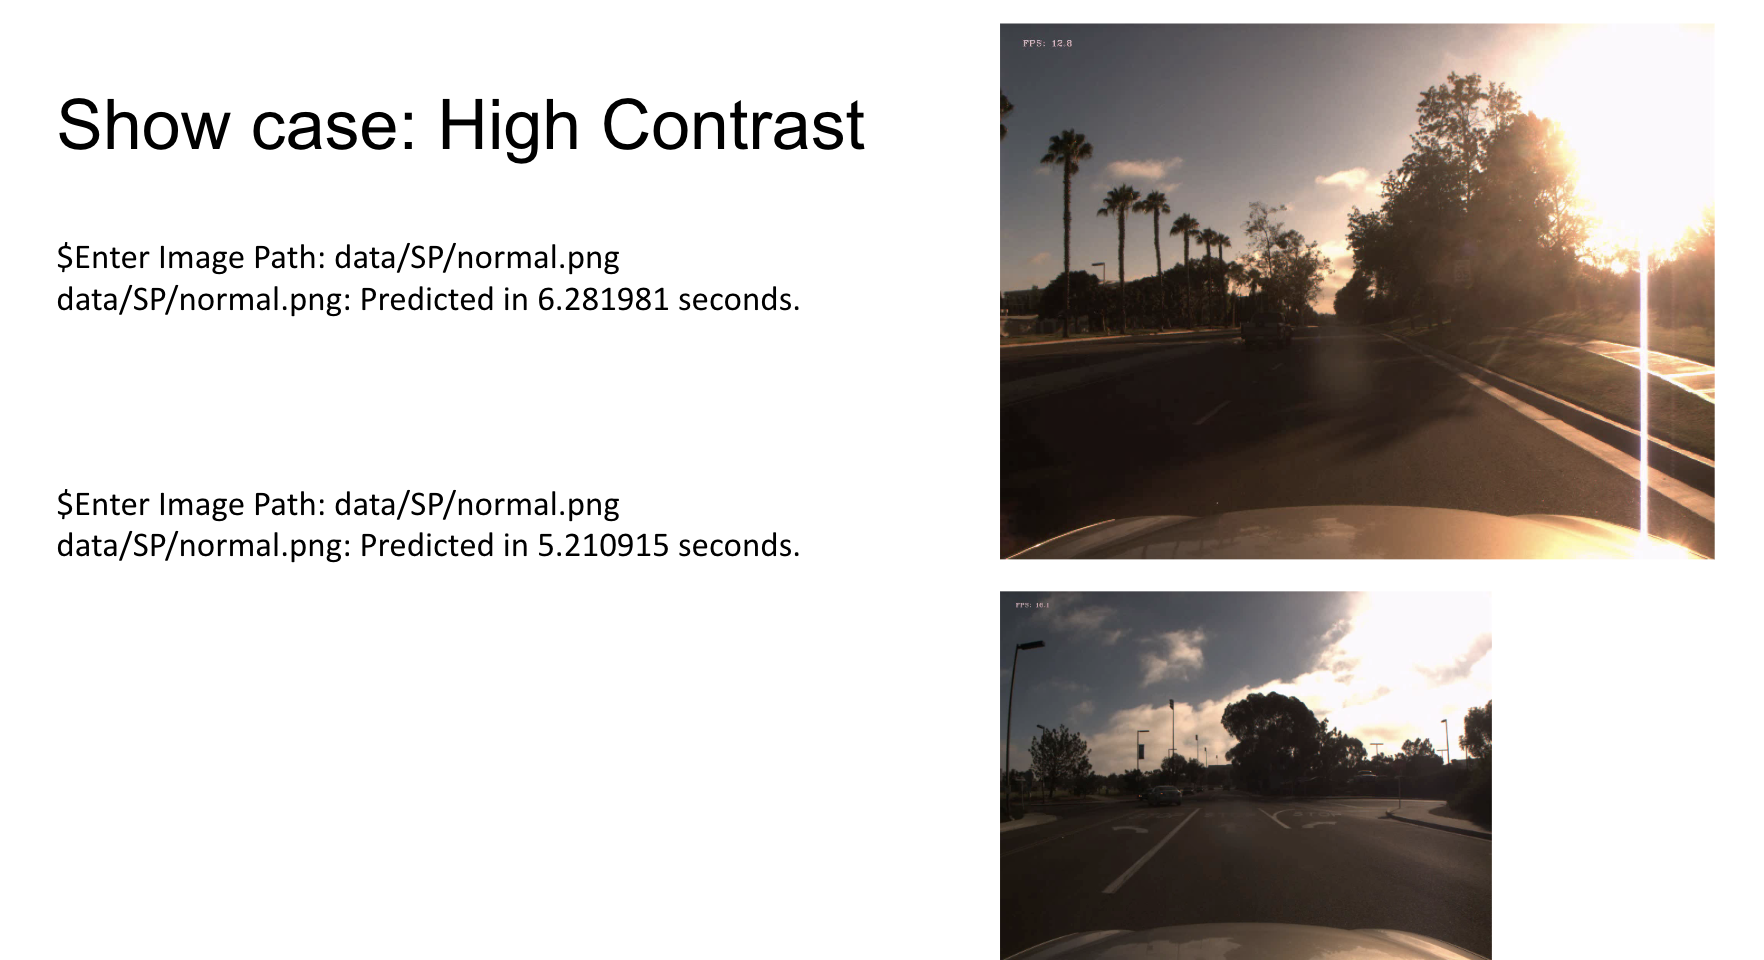 Show case: High Contrast
$Enter Image Path: data/SP/normal.png
data/SP/normal.png: Predicted in 6.281981 seconds.
$Enter Image Path: data/SP/normal.png
data/SP/normal.png: Predicted in 5.210915 seconds.
FPS: 12.8
FPS: 16.1
STOP